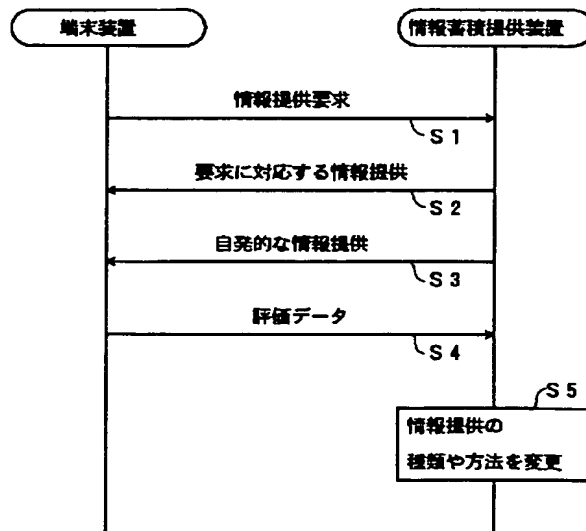 端末装置
情報蓄積提供装置
情報提供要求
S1
要求に対応する情報提供
S2
自発的な情報提供
S3
評価データ
S4
S5
情報提供の
種類や方法を変更